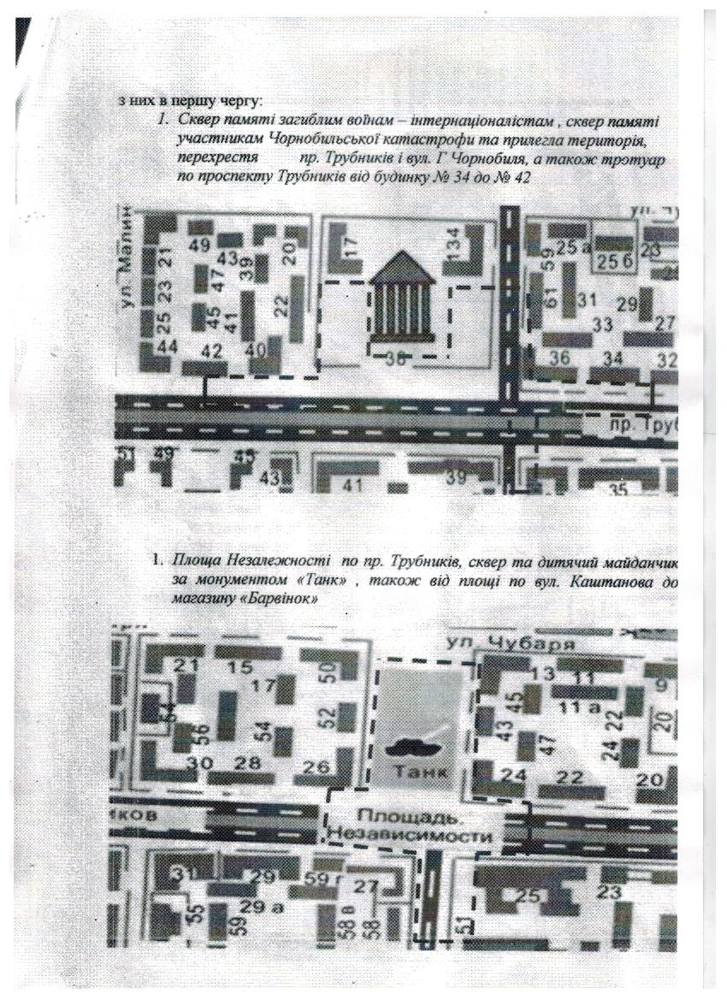 з них в першу чергу:
1. Сквер памяті загиблим воїнам – інтернаціоналістам , сквер памяті
участникам Чорнобильської катастрофи та прилегла територія,
перехрестя пр. Трубників і вул. Г Чорнобиля, а також тротуар
по проспекту Трубників від будинку № 34 до № 42
ул. Малин
49 43 39 20 17 134
21 47 22
23 45 41
25
44 42 40 38
59 25 а 25 б 23
61 31 29
33 27
36 34 32
пр. Труб
51 49 45 43 41 39 35
1. Площа Незалежності по пр. Трубників, сквер та дитячий майданчик
за монументом «Танк» , також від площі по вул. Каштанова до
магазину «Барвінок»
ул. Чубаря
21 15 50 13 11 9
17 45 11 а
56 54 52 43 47 22 20
24
30 28 26 Танк 24 22 20
иков
Площадь.
Независимости
31 29 59 г 27 25 23
55 59 29 а 58 в 58 51